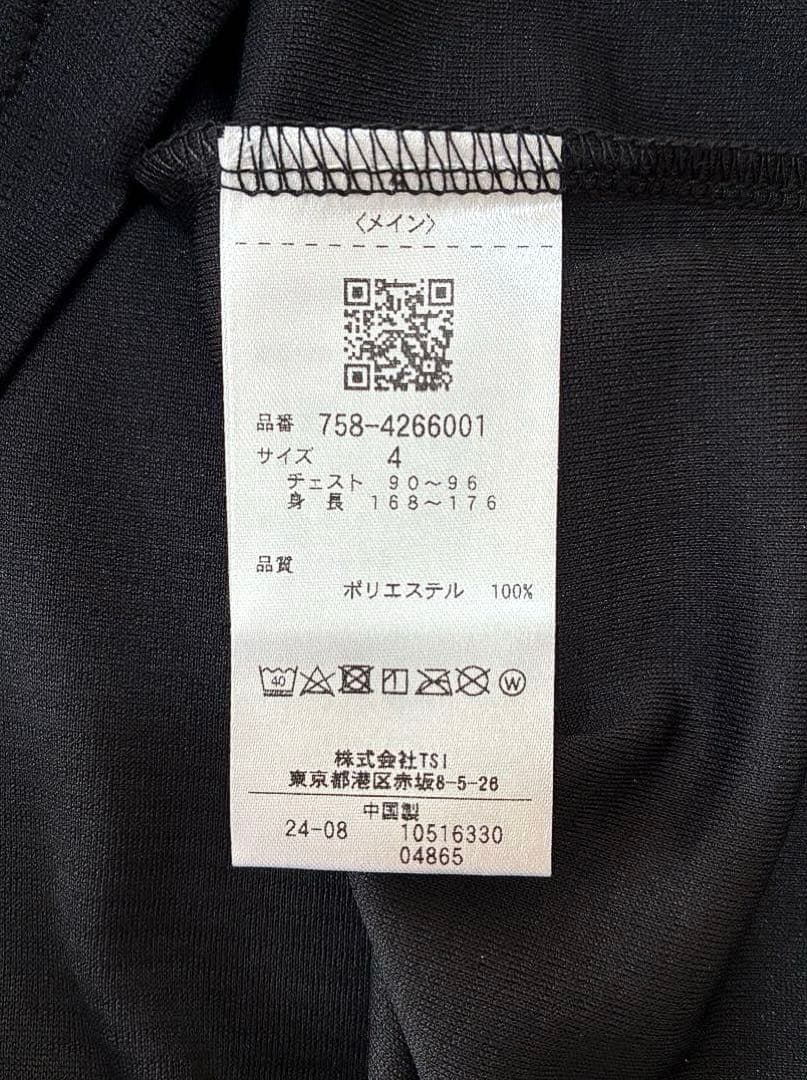 〈メイン〉
品番 758-4266001
サイズ 4
チェスト 90～96
身 長 168～176
品質
ポリエステル 100%
40
W
株式会社TSI
東京都港区赤坂8-5-26
中国製
24-08 10516330
04865